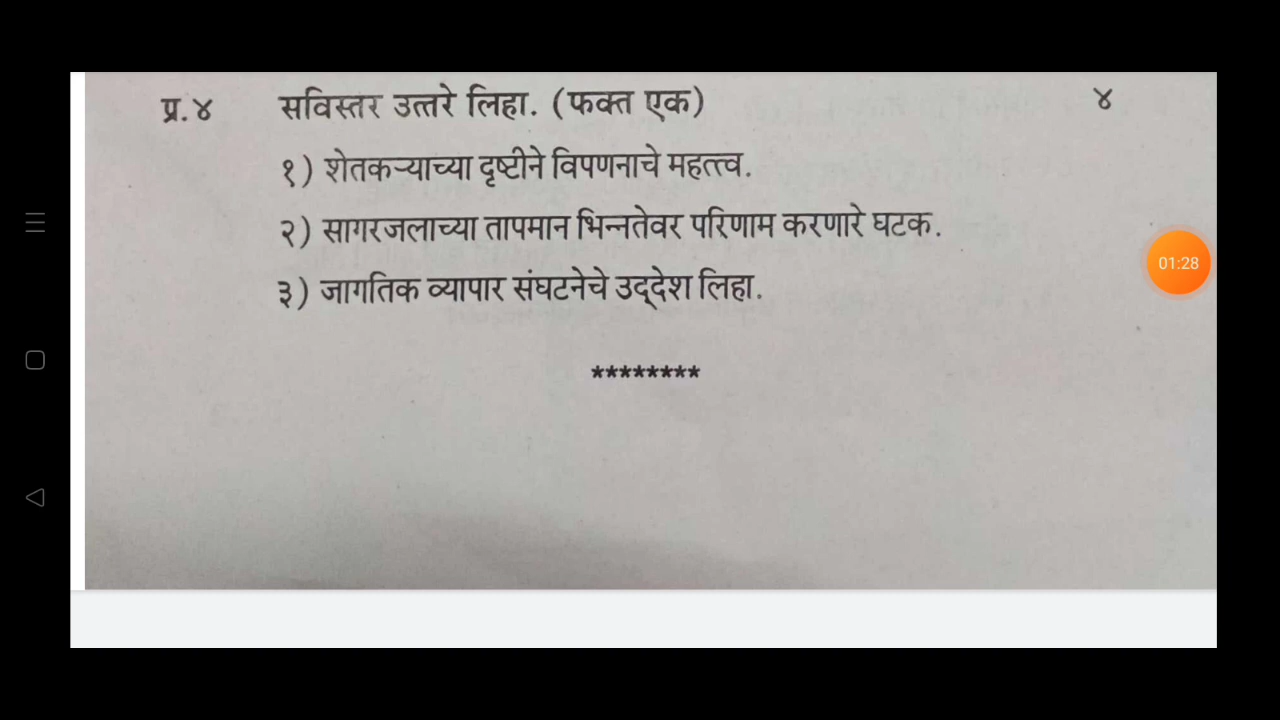 प्र.४ सविस्तर उत्तरे लिहा. (फक्त एक) ४
१) शेतकऱ्याच्या दृष्टीने विपणनाचे महत्त्व.
२) सागरजलाच्या तापमान भिन्नतेवर परिणाम करणारे घटक.
01:28
३) जागतिक व्यापार संघटनेचे उद्देश लिहा.
********